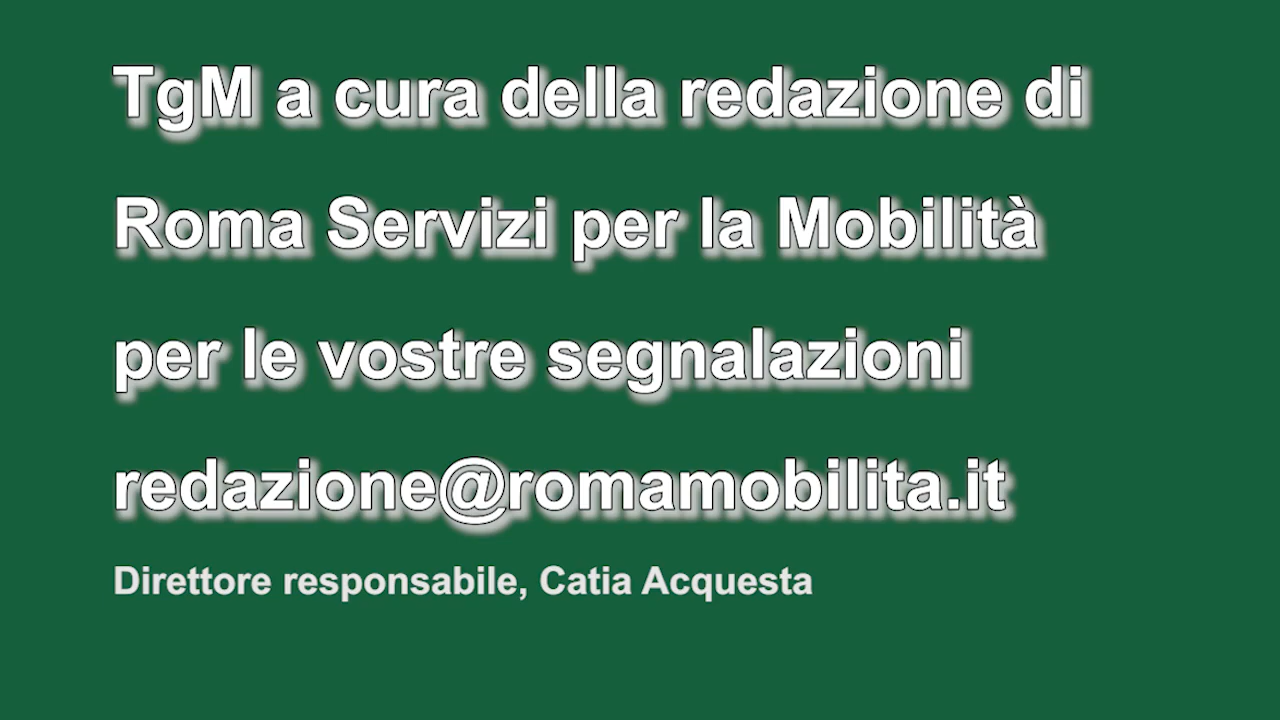 TgM a cura della redazione di
Roma Servizi per la Mobilità
per le vostre segnalazioni
redazione@romamobilita.it
Direttore responsabile, Catia Acquesta